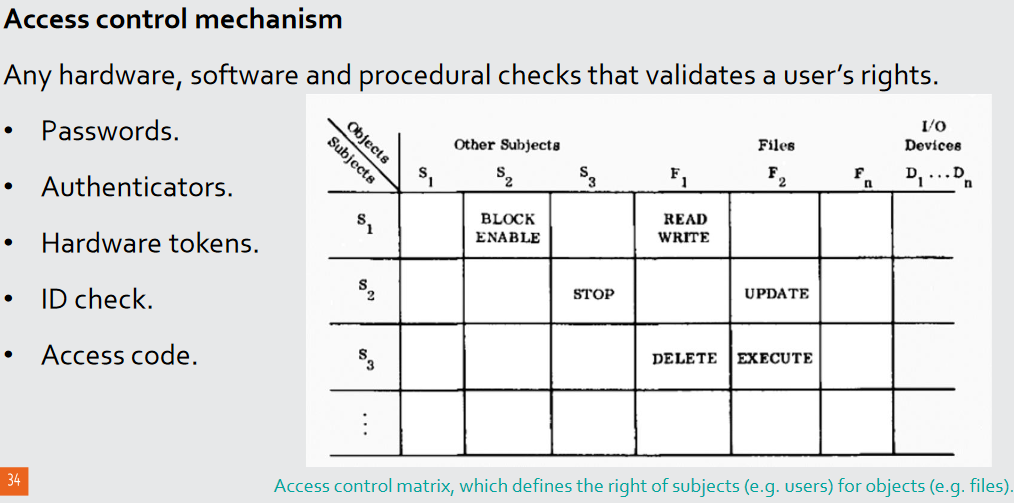 Access control mechanism
Any hardware, software and procedural checks that validates a user's rights.
• Passwords.
• Authenticators.
• Hardware tokens.
• ID check.
• Access code.
Objects
Subjects
Other Subjects
Files
I/O
Devices
S1 S2 S3 F1 F2 Fn D1 ...Dn
S1
BLOCK READ
ENABLE WRITE
S2
STOP UPDATE
S3
DELETE EXECUTE
⋮
34
Access control matrix, which defines the right of subjects (e.g. users) for objects (e.g. files).